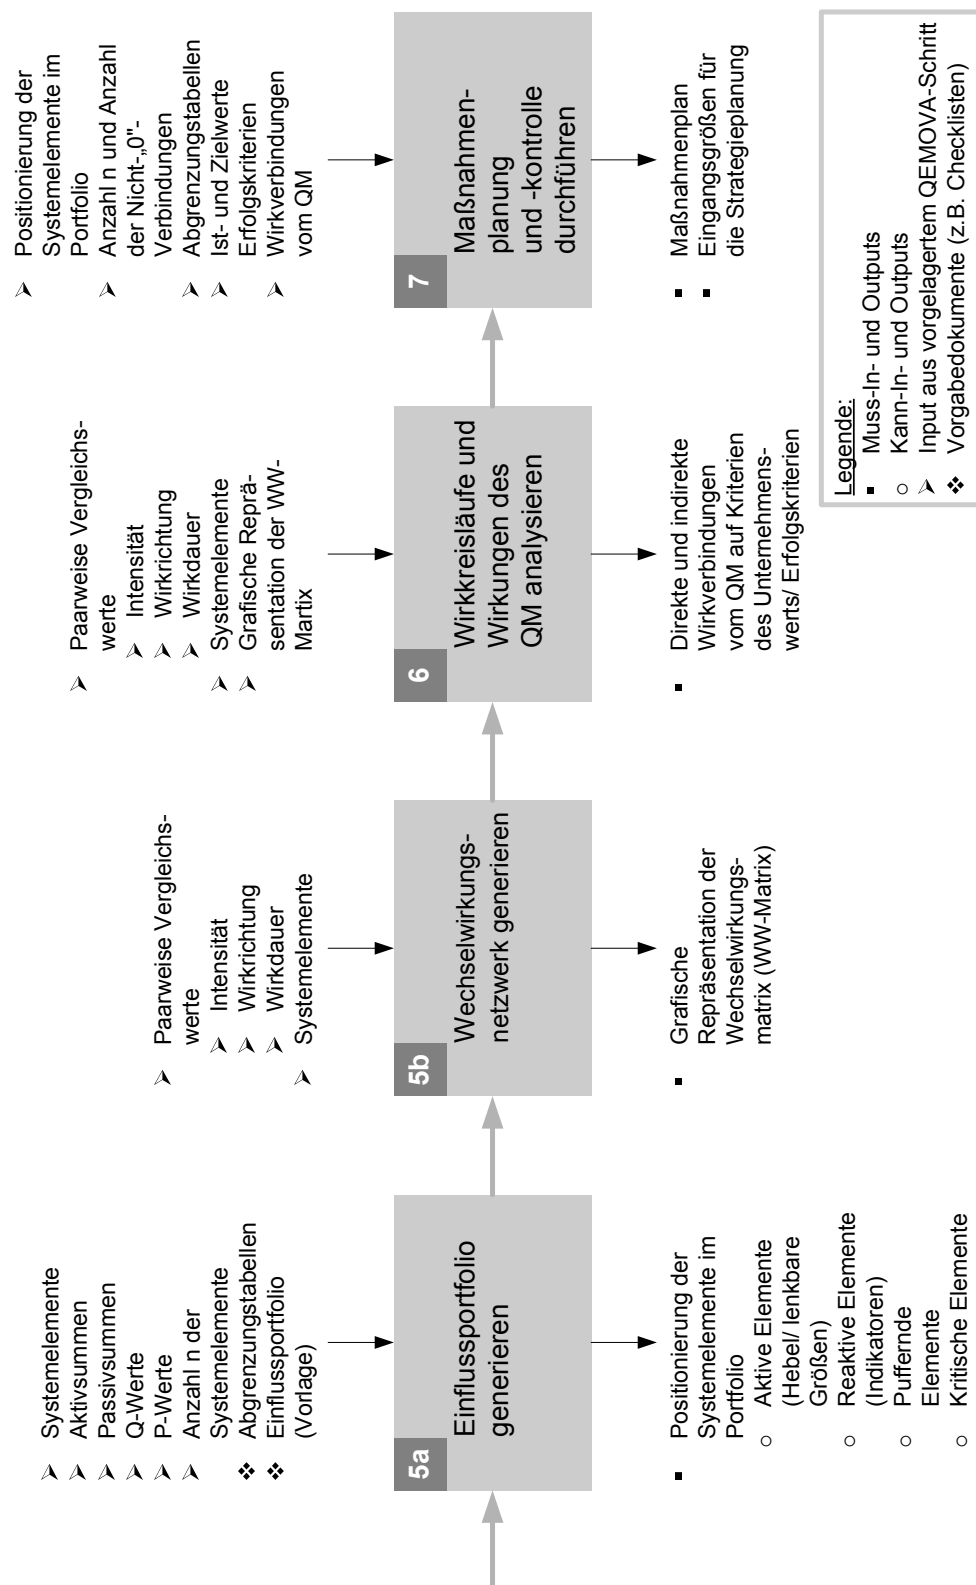 Systemelemente
Aktivsummen
Passivsummen
Q-Werte
P-Werte
Anzahl n der
Systemelemente
Abgrenzungstabellen
Einflussportfolio
(Vorlage)
5a
Einflussportfolio
generieren
Positionierung der
Systemelemente im
Portfolio
Aktive Elemente
(Hebel/ lenkbare
Größen)
Reaktive Elemente
(Indikatoren)
Puffernde
Elemente
Kritische Elemente
Paarweise Vergleichs-
werte
Intensität
Wirkrichtung
Wirkdauer
Systemelemente
5b
Wechselwirkungs-
netzwerk generieren
Grafische
Repräsentation der
Wechselwirkungs-
matrix (WW-Matrix)
Paarweise Vergleichs-
werte
Intensität
Wirkrichtung
Wirkdauer
Systemelemente
Grafische Reprä-
sentation der WW-
Martix
6
Wirkkreisläufe und
Wirkungen des
QM analysieren
Direkte und indirekte
Wirkverbindungen
vom QM auf Kriterien
des Unternehmens-
werts/ Erfolgskriterien
Positionierung der
Systemelemente im
Portfolio
Anzahl n und Anzahl
der Nicht-„0"-
Verbindungen
Abgrenzungstabellen
Ist- und Zielwerte
Erfolgskriterien
Wirkverbindungen
vom QM
7
Maßnahmen-
planung
und -kontrolle
durchführen
Maßnahmenplan
Eingangsgrößen für
die Strategieplanung
Legende:
Muss-In- und Outputs
Kann-In- und Outputs
Input aus vorgelagertem QEMOVA-Schritt
Vorgabedokumente (z.B. Checklisten)